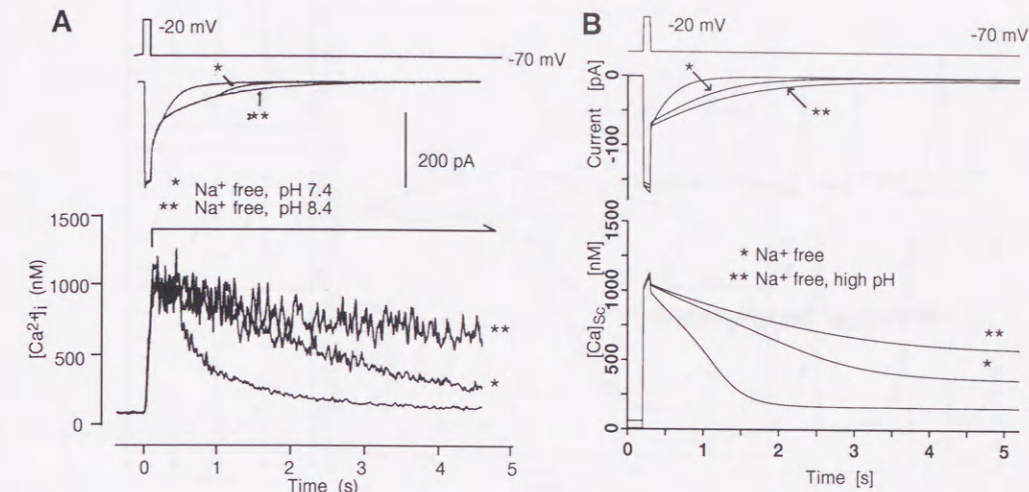 A
-20 mV
-70 mV
*
**
200 pA
* Na⁺ free, pH 7.4
** Na⁺ free, pH 8.4
[Ca²⁺]i (nM)
1500
1000
500
0
**
*
0 1 2 3 4 5
Time (s)
B
-20 mV
-70 mV
Current [pA]
0
-100
*
**
[Ca]SC [nM]
1500
1000
500
0
* Na⁺ free
** Na⁺ free, high pH
**
*
0 1 2 3 4 5
Time [s]